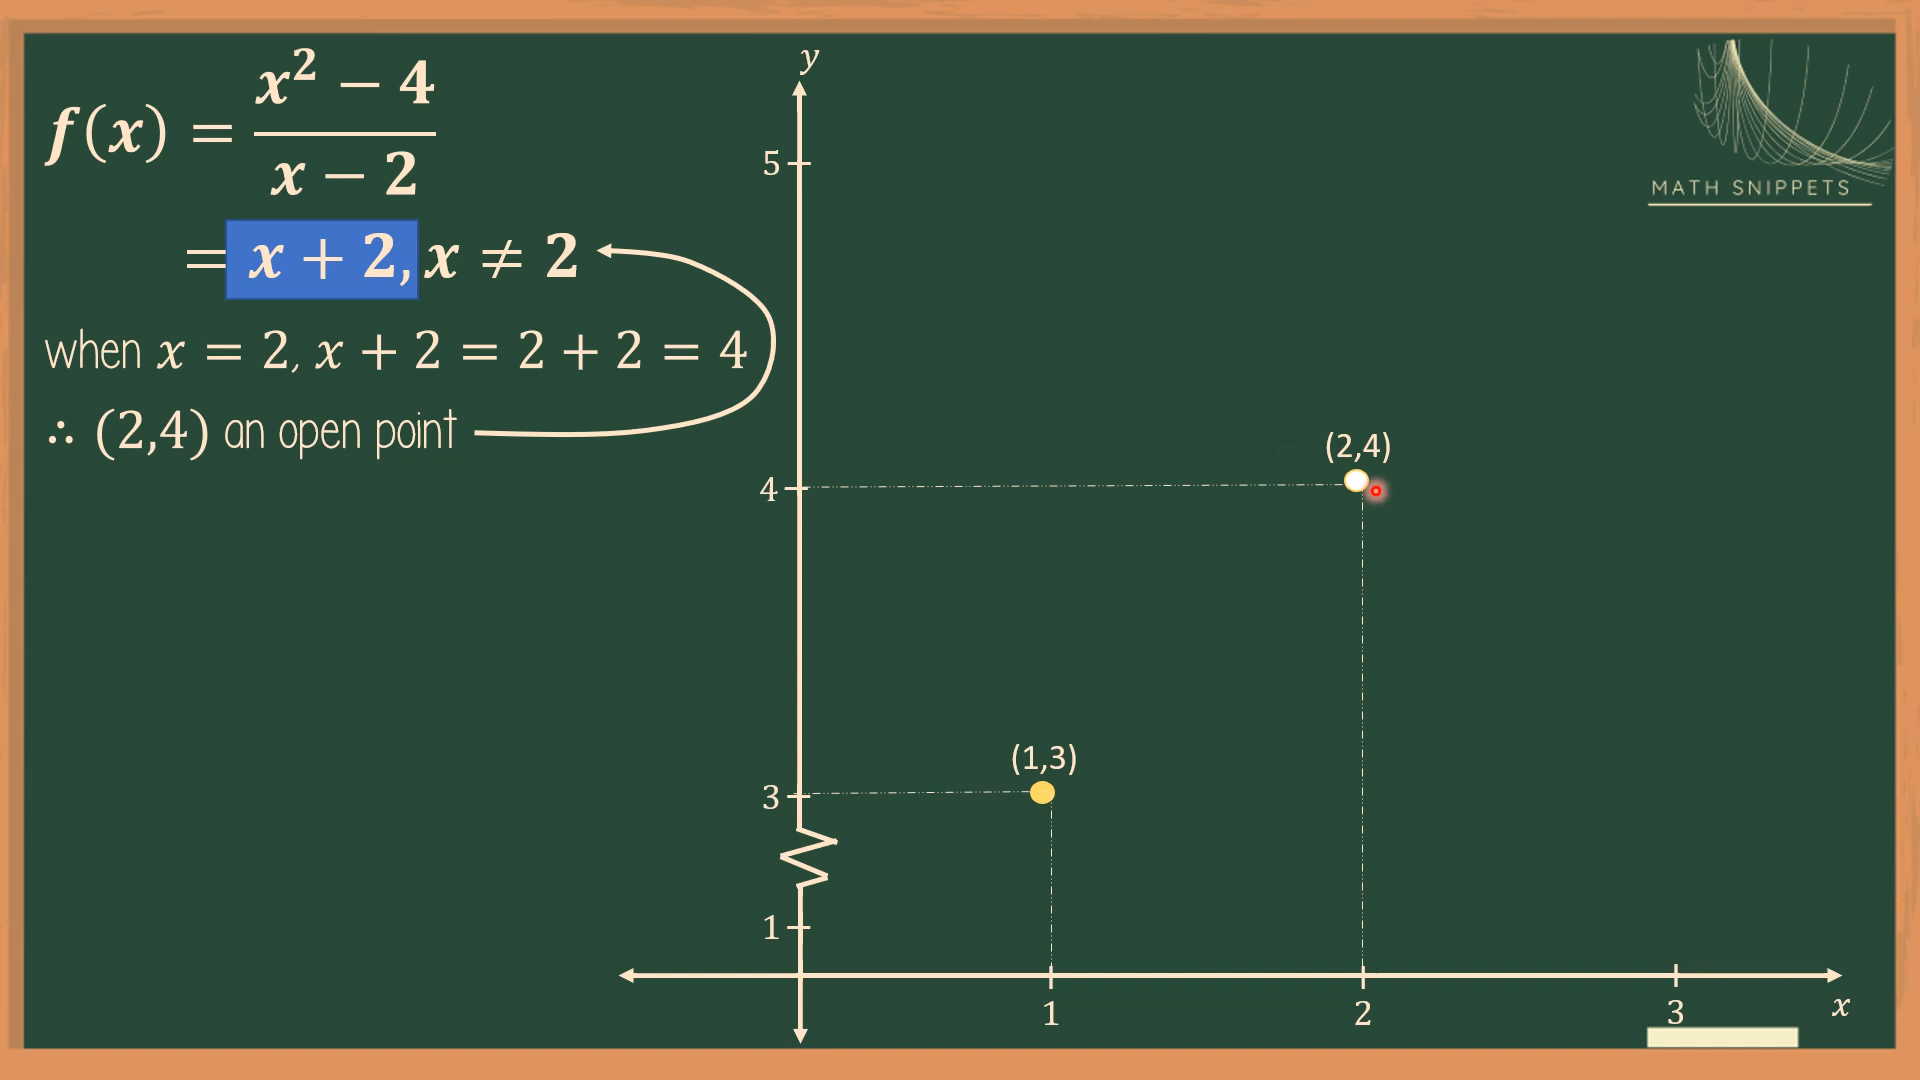 f(x) = x² − 4 / x − 2
= x + 2, x ≠ 2
when x = 2, x + 2 = 2 + 2 = 4
∴ (2,4) an open point
y
MATH SNIPPETS
5
(2,4)
4
(1,3)
3
1
1 2 3 x